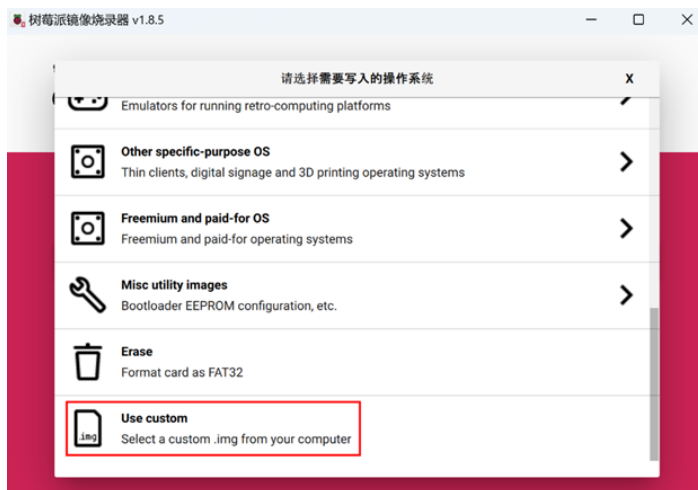 树莓派镜像烧录器 v1.8.5
请选择需要写入的操作系统
X
Emulators for running retro-computing platforms
Other specific-purpose OS
Thin clients, digital signage and 3D printing operating systems
Freemium and paid-for OS
Freemium and paid-for operating systems
Misc utility images
Bootloader EEPROM configuration, etc.
Erase
Format card as FAT32
.img
Use custom
Select a custom .img from your computer